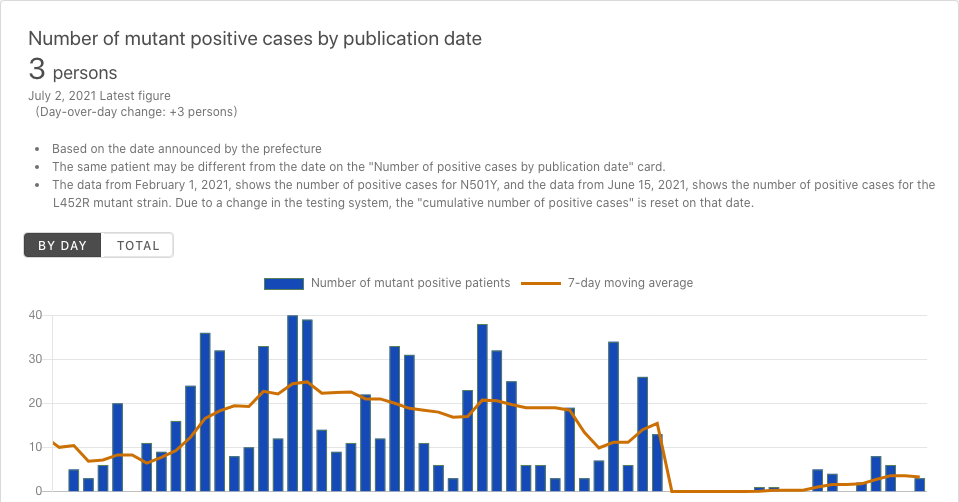 Number of mutant positive cases by publication date
3 persons
July 2, 2021 Latest figure
(Day-over-day change: +3 persons)
• Based on the date announced by the prefecture
• The same patient may be different from the date on the "Number of positive cases by publication date" card.
• The data from February 1, 2021, shows the number of positive cases for N501Y, and the data from June 15, 2021, shows the number of positive cases for the
L452R mutant strain. Due to a change in the testing system, the "cumulative number of positive cases" is reset on that date.
BY DAY TOTAL
Number of mutant positive patients 7-day moving average
40
30
20
10
0